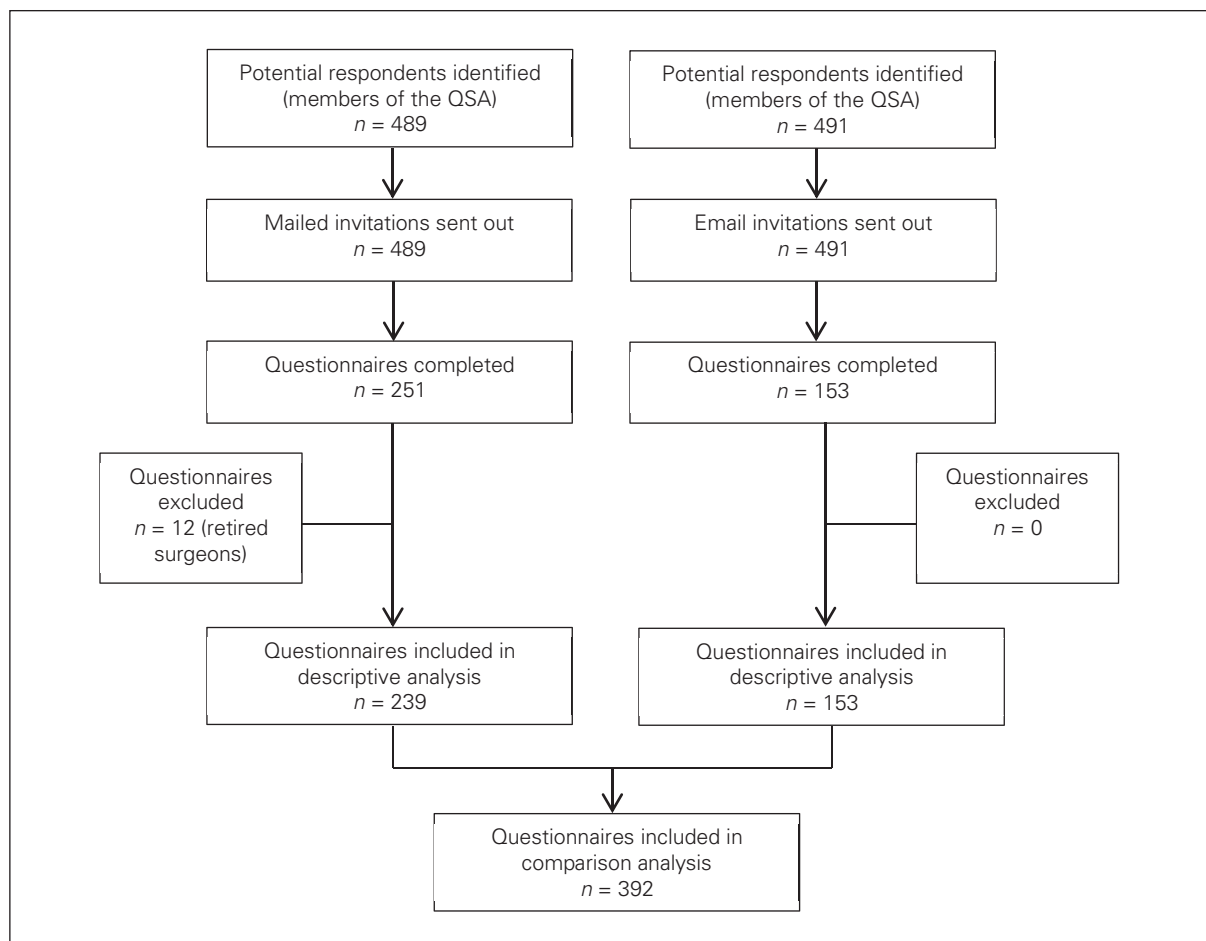 Potential respondents identified
(members of the QSA)
n = 489
Potential respondents identified
(members of the QSA)
n = 491
Mailed invitations sent out
n = 489
Email invitations sent out
n = 491
Questionnaires completed
n = 251
Questionnaires completed
n = 153
Questionnaires
excluded
n = 12 (retired
surgeons)
Questionnaires
excluded
n = 0
Questionnaires included in
descriptive analysis
n = 239
Questionnaires included in
descriptive analysis
n = 153
Questionnaires included in
comparison analysis
n = 392